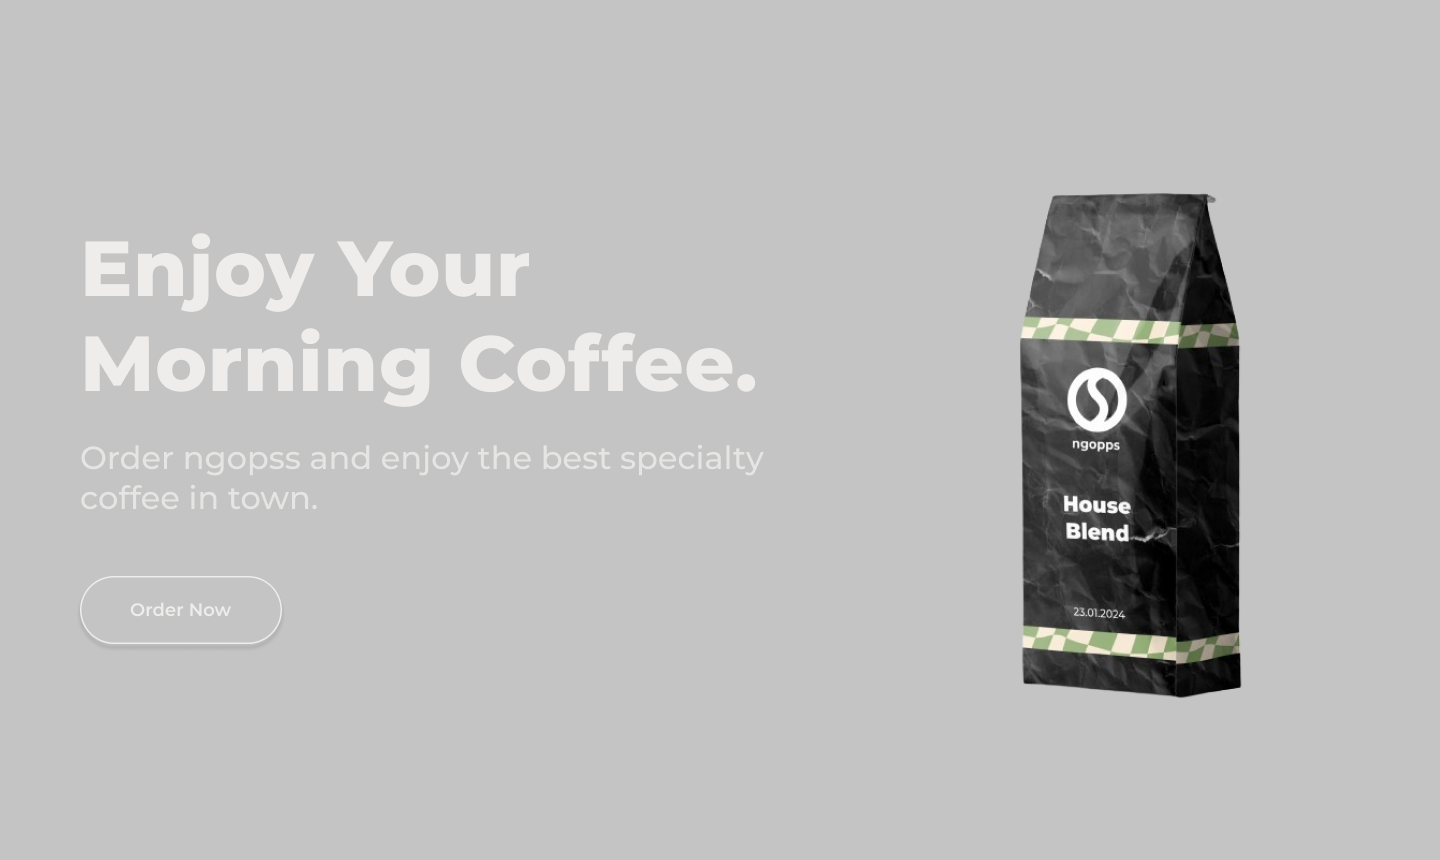 Enjoy Your
Morning Coffee.
Order ngopss and enjoy the best specialty
coffee in town.
Order Now
ngopps
House
Blend
23.01.2024